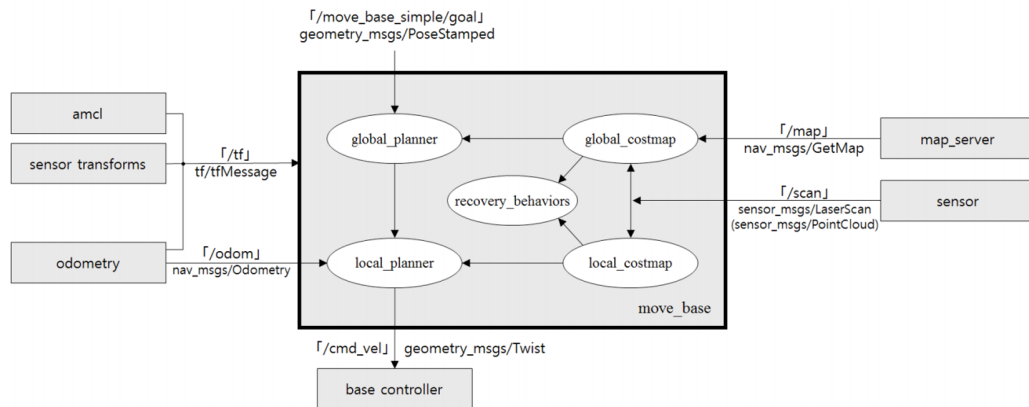 「/move_base_simple/goal」
geometry_msgs/PoseStamped
amcl
sensor transforms
odometry
「/tf」
tf/tfMessage
「/odom」
nav_msgs/Odometry
global_planner
global_costmap
recovery_behaviors
local_planner
local_costmap
move_base
「/map」
nav_msgs/GetMap
map_server
「/scan」
sensor_msgs/LaserScan
(sensor_msgs/PointCloud)
sensor
「/cmd_vel」 geometry_msgs/Twist
base controller